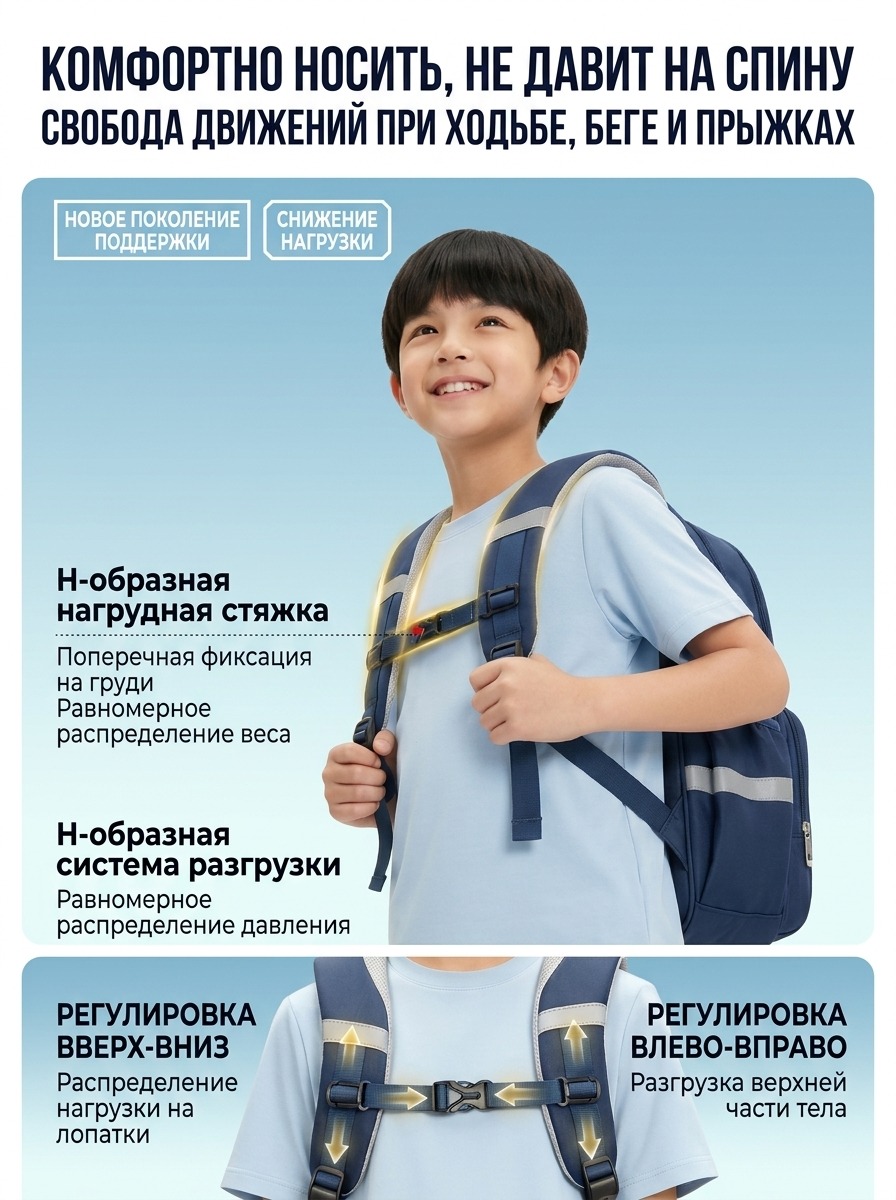 КОМФОРТНО НОСИТЬ, НЕ ДАВИТ НА СПИНУ
СВОБОДА ДВИЖЕНИЙ ПРИ ХОДЬБЕ, БЕГЕ И ПРЫЖКАХ
НОВОЕ ПОКОЛЕНИЕ
ПОДДЕРЖКИ
СНИЖЕНИЕ
НАГРУЗКИ
Н-образная
нагрудная стяжка
Поперечная фиксация
на груди
Равномерное
распределение веса
Н-образная
система разгрузки
Равномерное
распределение давления
РЕГУЛИРОВКА
ВВЕРХ-ВНИЗ
Распределение
нагрузки на
лопатки
РЕГУЛИРОВКА
ВЛЕВО-ВПРАВО
Разгрузка верхней
части тела